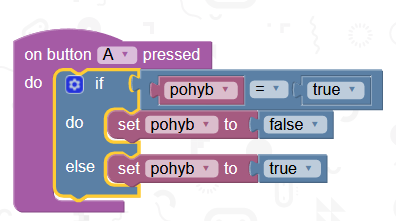 on button A pressed
do if pohyb = true
do set pohyb to false
else set pohyb to true